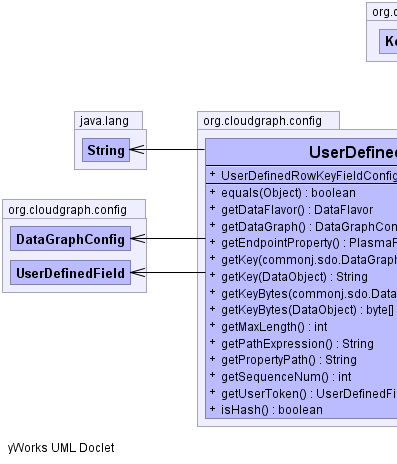 org.c
Ke
java.lang
String
org.cloudgraph.config
DataGraphConfig
UserDefinedField
org.cloudgraph.config
UserDefined
+ UserDefinedRowKeyFieldConfig
+ equals(Object) : boolean
+ getDataFlavor() : DataFlavor
+ getDataGraph() : DataGraphCon
+ getEndpointProperty() : PlasmaP
+ getKey(commonj.sdo.DataGraph
+ getKey(DataObject) : String
+ getKeyBytes(commonj.sdo.Data
+ getKeyBytes(DataObject) : byte[]
+ getMaxLength() : int
+ getPathExpression() : String
+ getPropertyPath() : String
+ getSequenceNum() : int
+ getUserToken() : UserDefinedFi
+ isHash() : boolean
yWorks UML Doclet